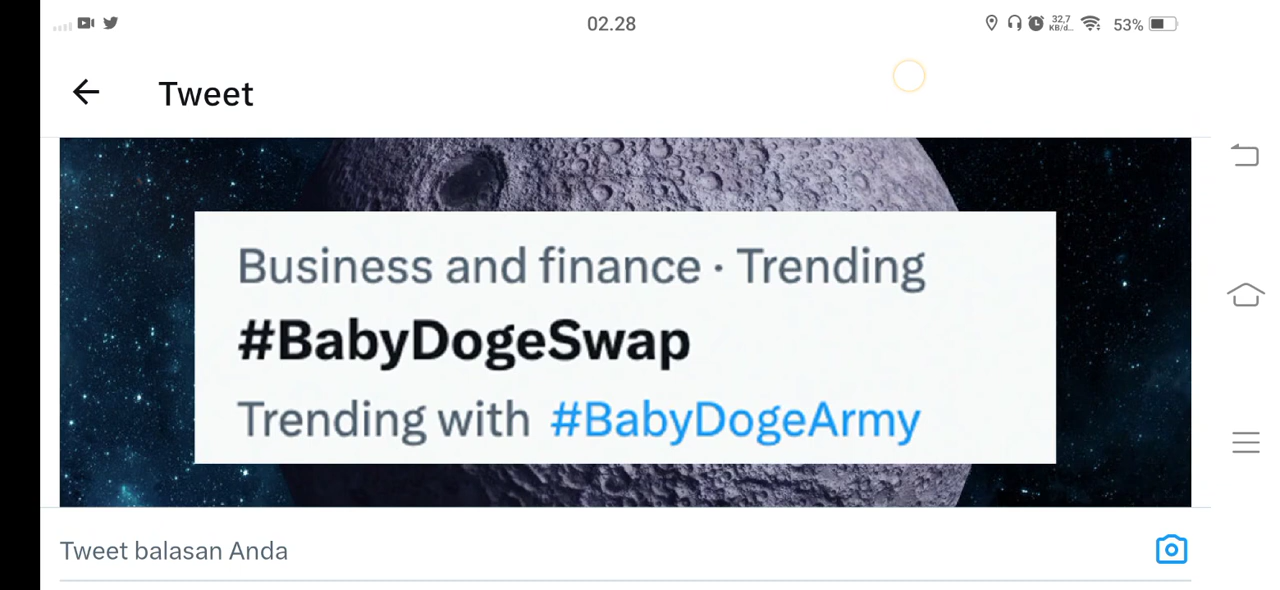 02.28
32,7
KB/d...
53%
Tweet
Business and finance · Trending
#BabyDogeSwap
Trending with #BabyDogeArmy
Tweet balasan Anda